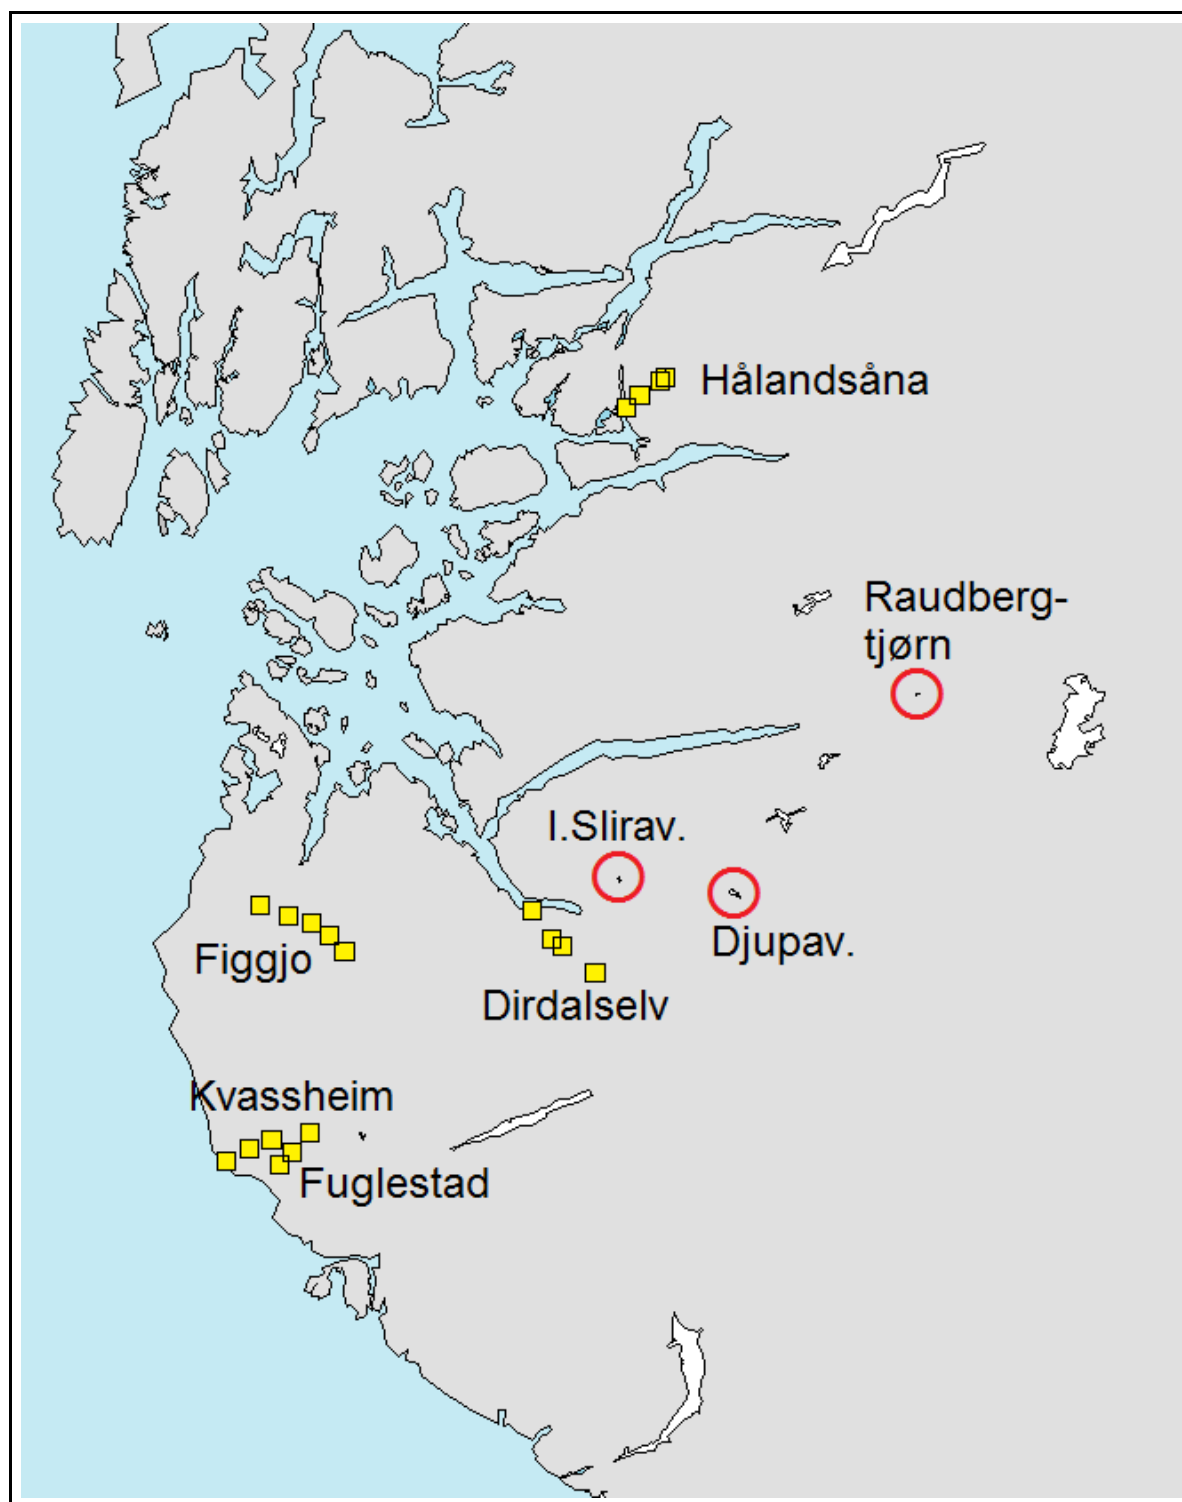 Hålandsåna
Raudberg-
tjørn
I.Slirav.
Djupav.
Figgjo
Dirdalselv
Kvassheim
Fuglestad